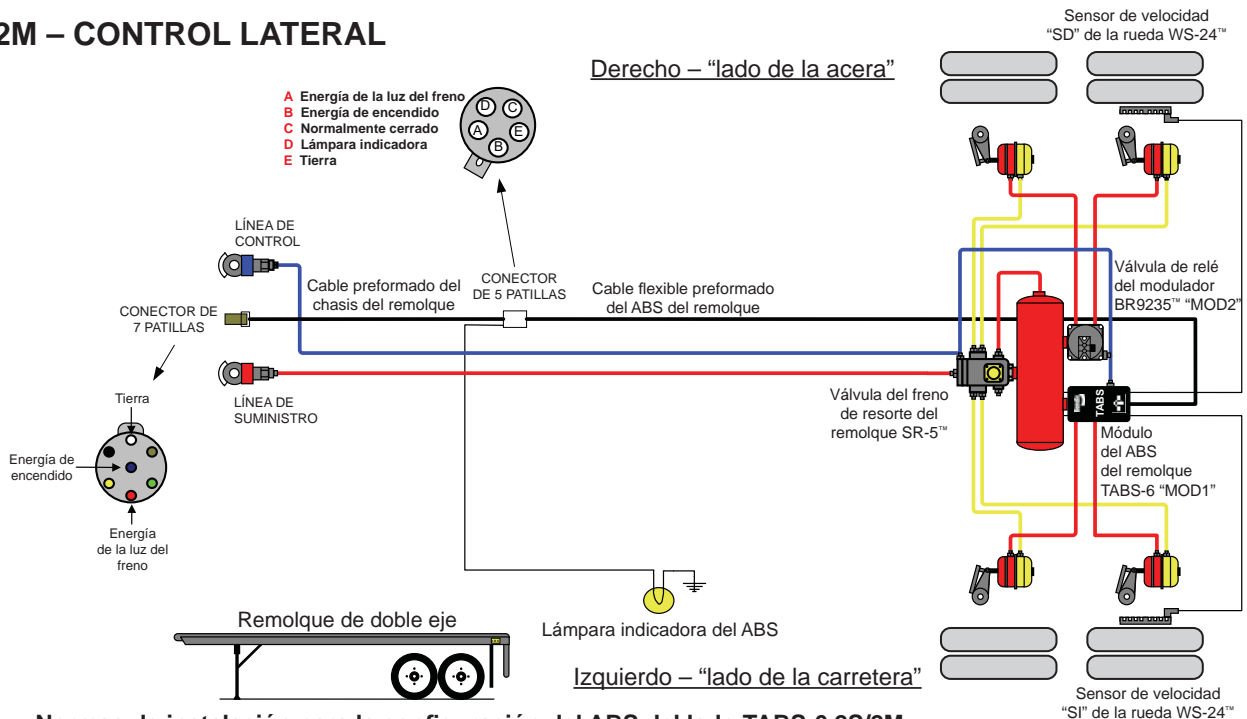 2M – CONTROL LATERAL
Sensor de velocidad
“SD” de la rueda WS-24™
Derecho – “lado de la acera”
A Energía de la luz del freno
B Energía de encendido
C Normalmente cerrado
D Lámpara indicadora
E Tierra
D
C
A
E
B
LÍNEA DE
CONTROL
Cable preformado del
chasis del remolque
CONECTOR
DE 5 PATILLAS
Cable flexible preformado
del ABS del remolque
Válvula de relé
del modulador
BR9235™ “MOD2”
CONECTOR DE
7 PATILLAS
LÍNEA DE
SUMINISTRO
Válvula del freno
de resorte del
remolque SR-5™
TABS
Módulo
del ABS
del remolque
TABS-6 “MOD1”
Tierra
Energía de
encendido
Energía
de la luz del
freno
Remolque de doble eje
Lámpara indicadora del ABS
Izquierdo – “lado de la carretera”
Sensor de velocidad
“SI” de la rueda WS-24™